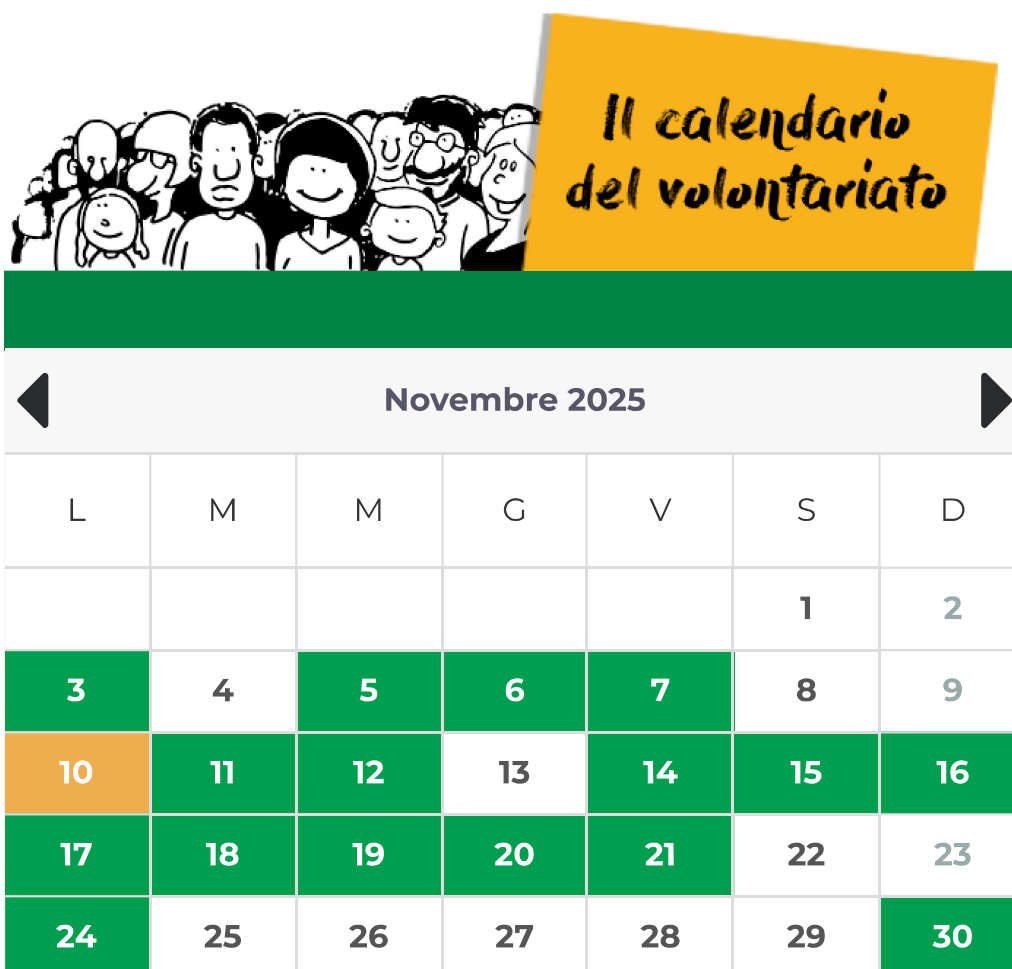 Il calendario
del volontariato
Novembre 2025
L M M G V S D
1 2
3 4 5 6 7 8 9
10 11 12 13 14 15 16
17 18 19 20 21 22 23
24 25 26 27 28 29 30